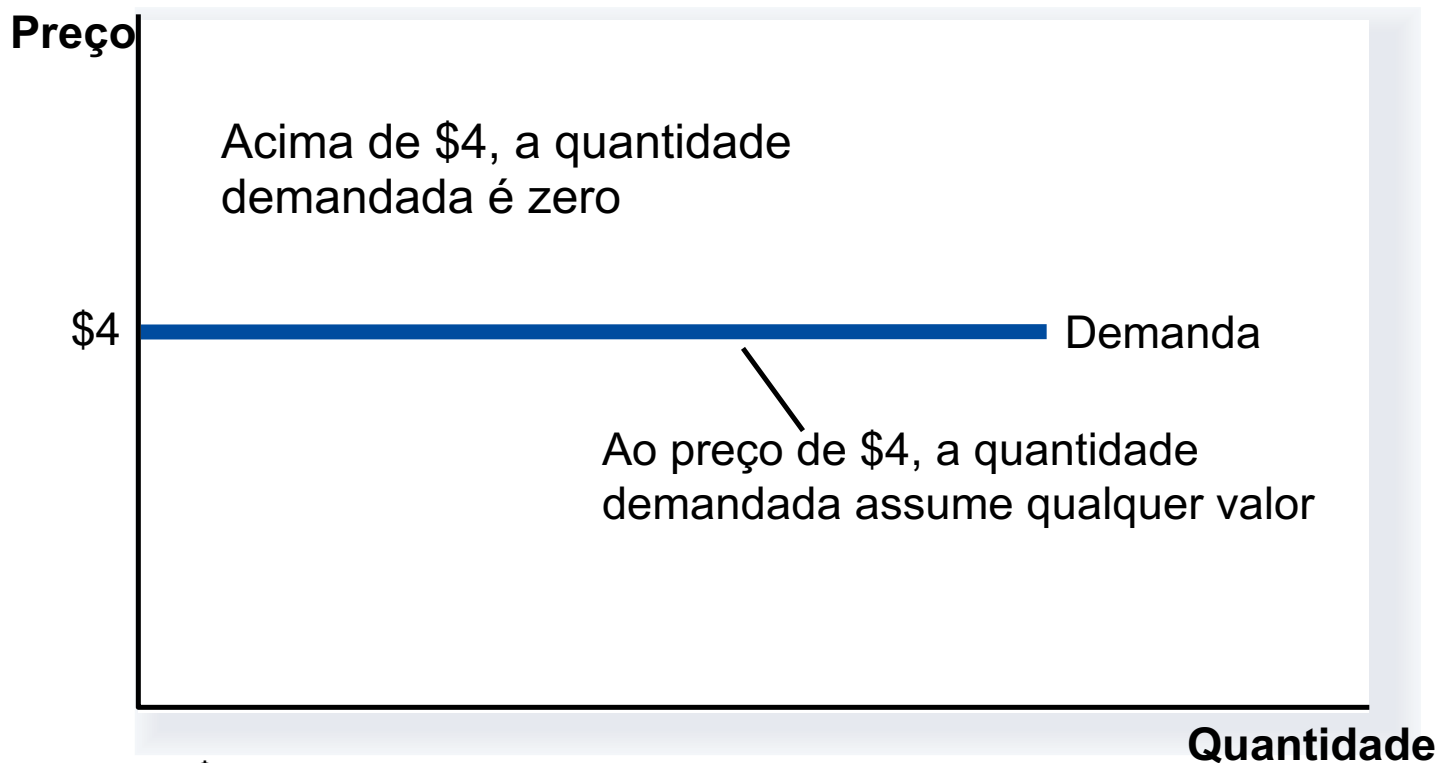 Preço
Acima de $4, a quantidade
demandada é zero
$4
Demanda
Ao preço de $4, a quantidade
demandada assume qualquer valor
Quantidade